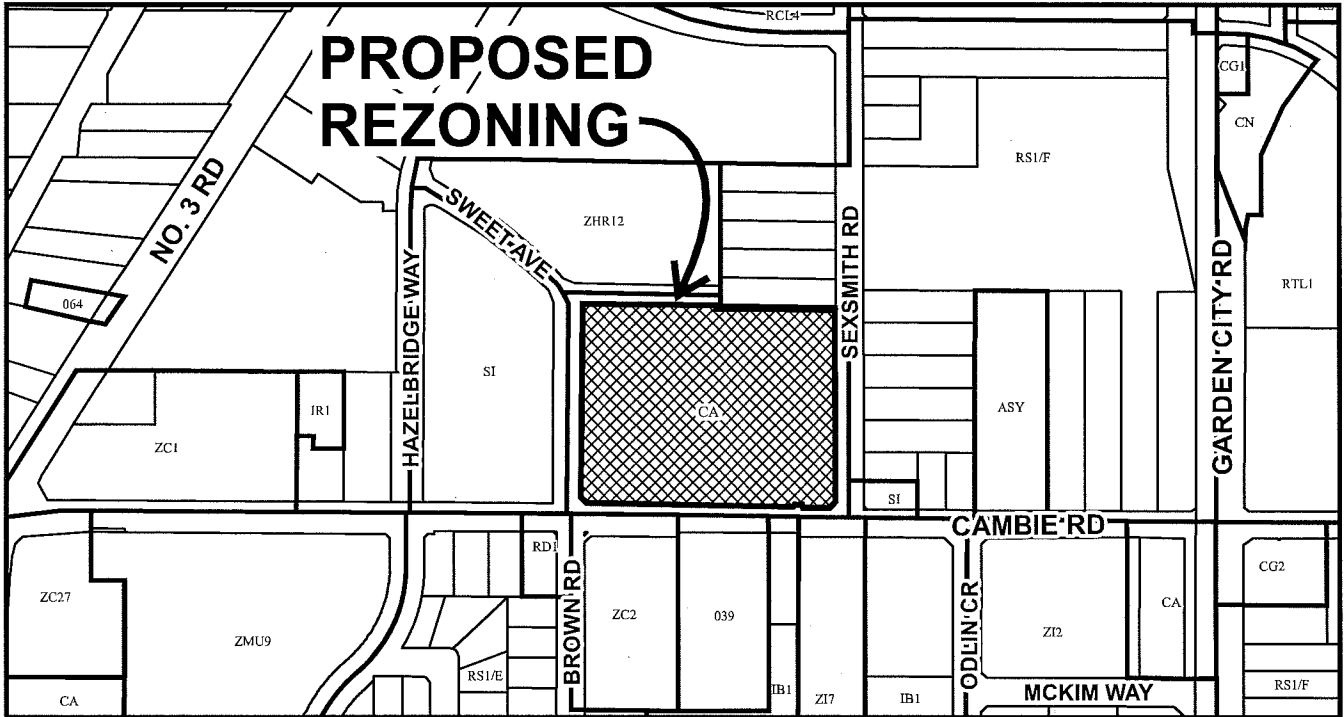 RCL4
PROPOSED
REZONING
CG1
CN
RS1/F
NO. 3 RD
SWEET AVE
ZHR12
SEXSMITH RD
GARDEN CITY RD
RTL1
064
HAZELBRIDGE WAY
SI
CA
ASY
IR1
ZC1
SI
CAMBIE RD
RD1
BROWN RD
ZC27
ZMU9
ZC2
039
ODLIN CR
ZI2
CA
CG2
RS1/E
IB1
ZI7
IB1
MCKIM WAY
RS1/F
CA